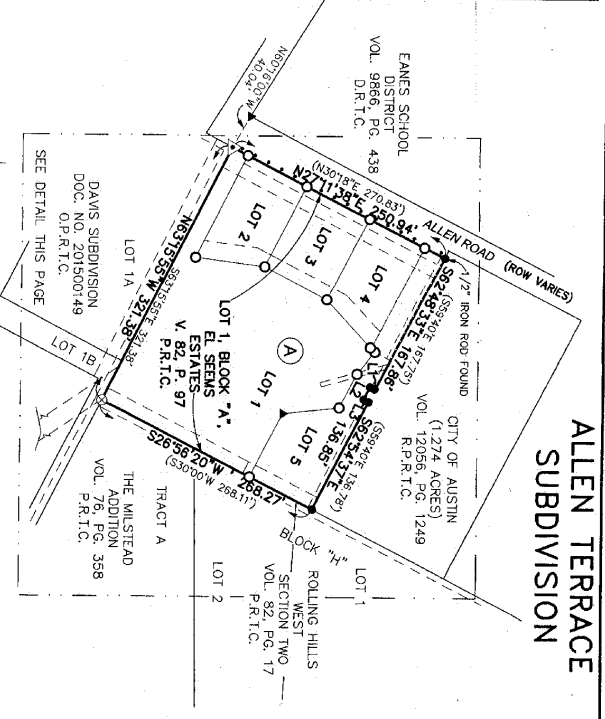 ALLEN TERRACE
SUBDIVISION
EANES SCHOOL
DISTRICT
VOL. 9866, PG. 438
D.R.T.C.
N60°16'00"W
40.04'
ALLEN ROAD (ROW VARIES)
(N30°18"E 270.83')
N27°11'38"E 250.94'
1/2" IRON ROD FOUND
S62°48'33"E 167.86'
(S59°40'E 167.75')
CITY OF AUSTIN
(1.274 ACRES)
VOL. 12056, PG. 1249
R.P.R.T.C.
L1
L2
L3
S62°54'37"E
136.85'
(S59°40'E 136.78')
LOT 2
LOT 3
LOT 4
A
LOT 1
LOT 5
LOT 1, BLOCK "A",
EL SEEMS
ESTATES
V. 82, P. 97
P.R.T.C.
N63°15'55"W 321.38'
S63°15'55"E 321.38'
S26°56'20"W 268.27'
(S30°00'W 268.11')
BLOCK "H"
LOT 1
ROLLING HILLS
WEST
SECTION TWO
VOL. 82, PG. 17
P.R.T.C.
LOT 2
TRACT A
THE MILSTEAD
ADDITION
VOL. 76, PG. 358
P.R.T.C.
LOT 1A
LOT 1B
DAVIS SUBDIVISION
DOC. NO. 201500149
O.P.R.T.C.
SEE DETAIL THIS PAGE